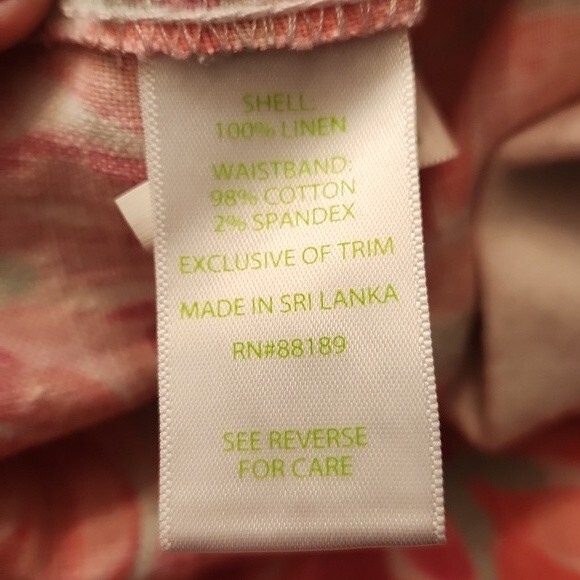 SHELL:
100% LINEN
WAISTBAND:
98% COTTON
2% SPANDEX
EXCLUSIVE OF TRIM
MADE IN SRI LANKA
RN#88189
SEE REVERSE
FOR CARE